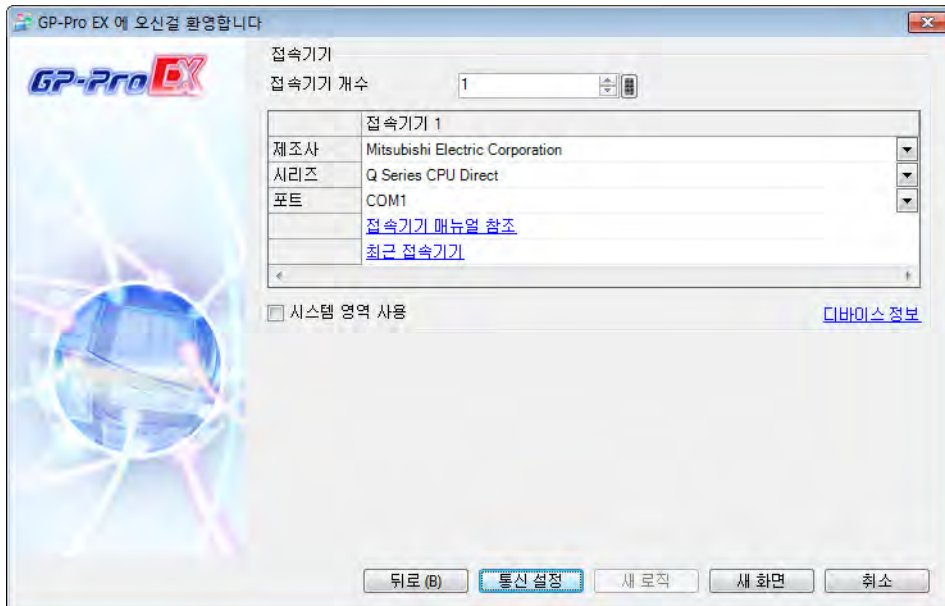 GP-Pro EX 에 오신걸 환영합니다
GP-Pro EX
접속기기
접속기기 개수 1
접속기기 1
제조사 Mitsubishi Electric Corporation
시리즈 Q Series CPU Direct
포트 COM1
접속기기 매뉴얼 참조
최근 접속기기
시스템 영역 사용 디바이스 정보
뒤로 (B) 통신 설정 새 로직 새 화면 취소